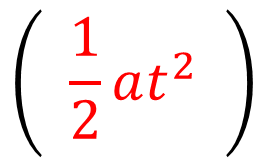 ( 1/2 at² )